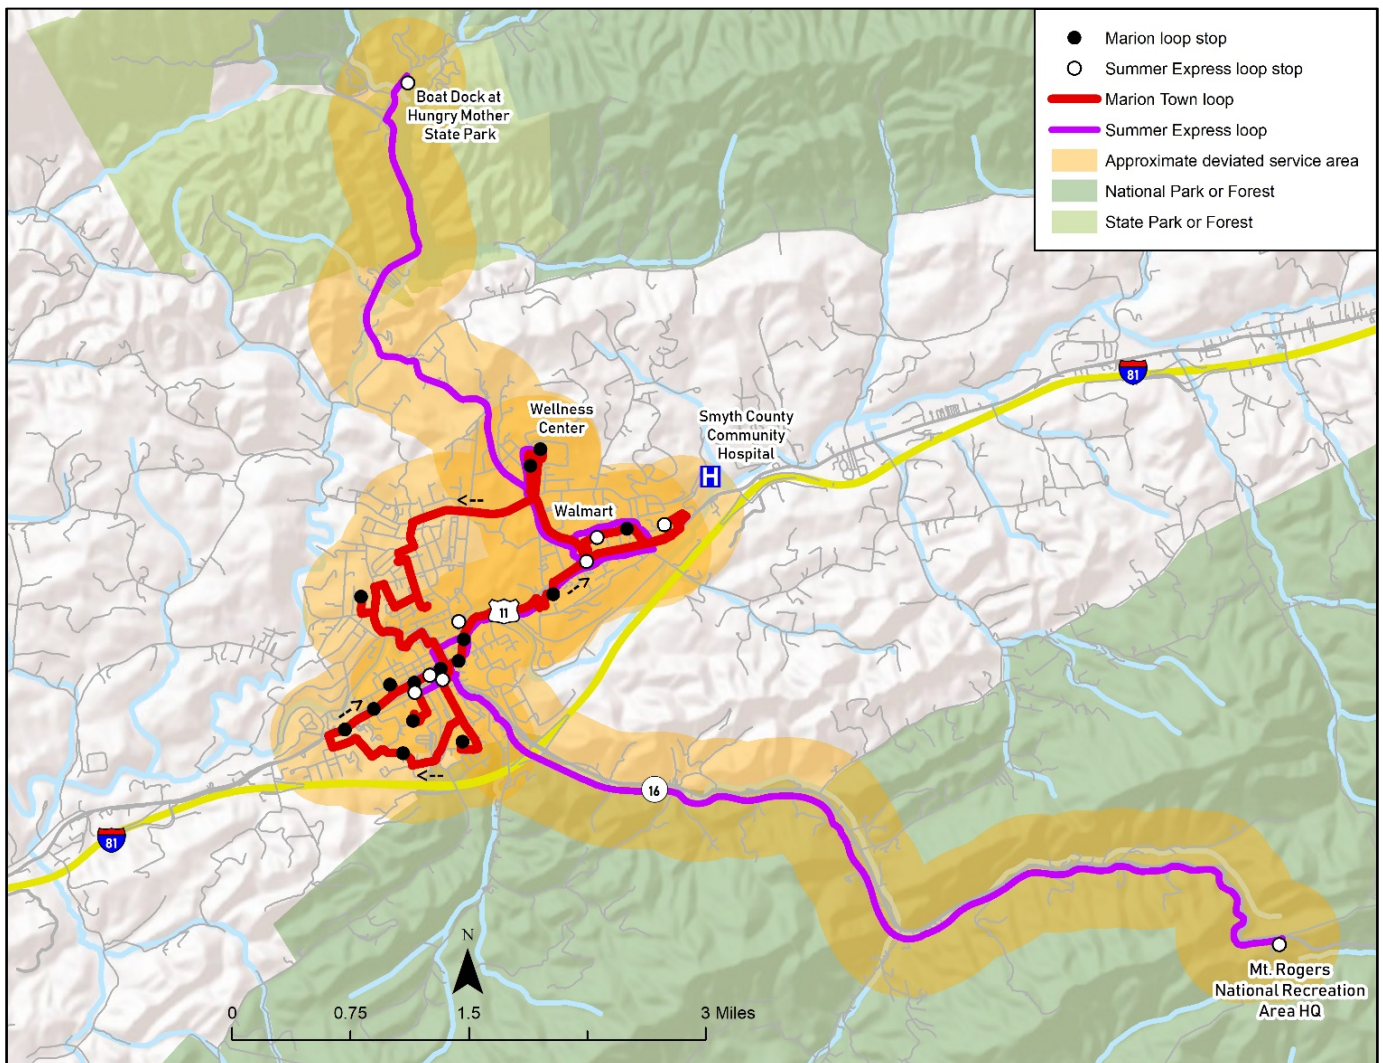 Marion loop stop
Summer Express loop stop
Marion Town loop
Summer Express loop
Approximate deviated service area
National Park or Forest
State Park or Forest
Boat Dock at
Hungry Mother
State Park
81
Wellness
Center
Smyth County
Community
Hospital
H
<--
Walmart
-->
11
-->
<--
16
81
N
Mt. Rogers
National Recreation
Area HQ
0
0.75
1.5
3 Miles